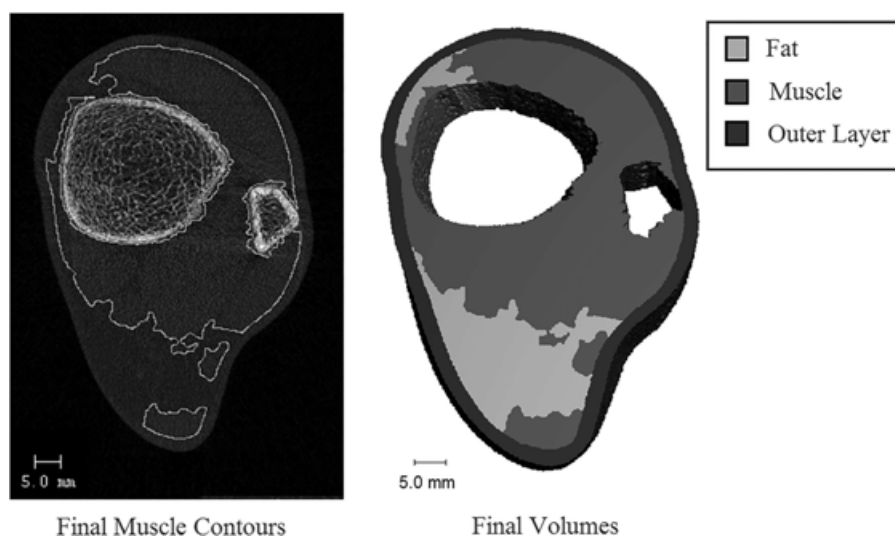 Fat
Muscle
Outer Layer
5.0 mm
5.0 mm
Final Muscle Contours
Final Volumes